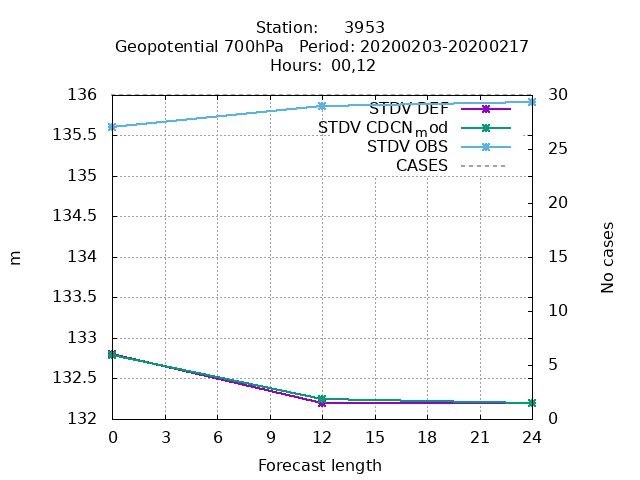 Station: 3953
Geopotential 700hPa Period: 20200203-20200217
Hours: 00,12
136 30
STDV DEF
STDV CDCNmod
135.5
STDV OBS
25
CASES
135
20
134.5
134 15
m
No cases
133.5
10
133
5
132.5
132 0
0 3 6 9 12 15 18 21 24
Forecast length